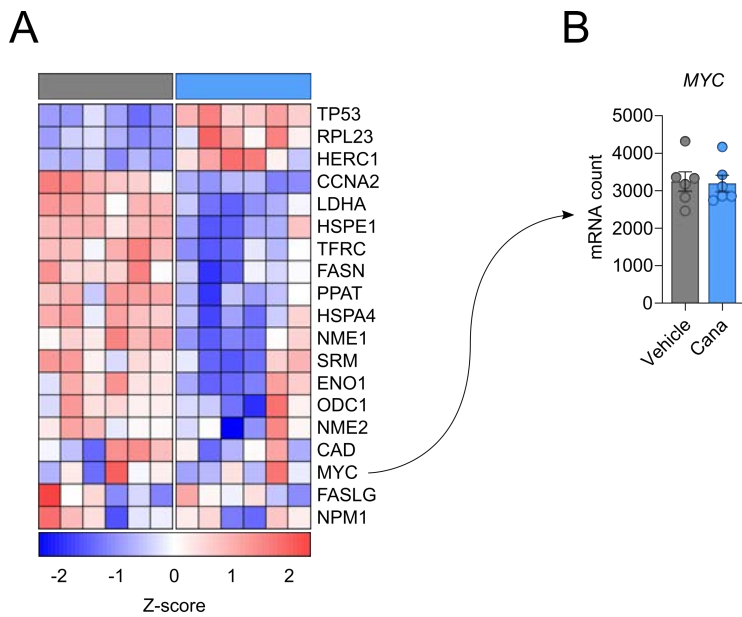 A
B
TP53
RPL23
HERC1
CCNA2
LDHA
HSPE1
TFRC
FASN
PPAT
HSPA4
NME1
SRM
ENO1
ODC1
NME2
CAD
MYC
FASLG
NPM1
-2 -1 0 1 2
Z-score
MYC
5000
4000
3000
2000
1000
0
mRNA count
Vehicle
Cana